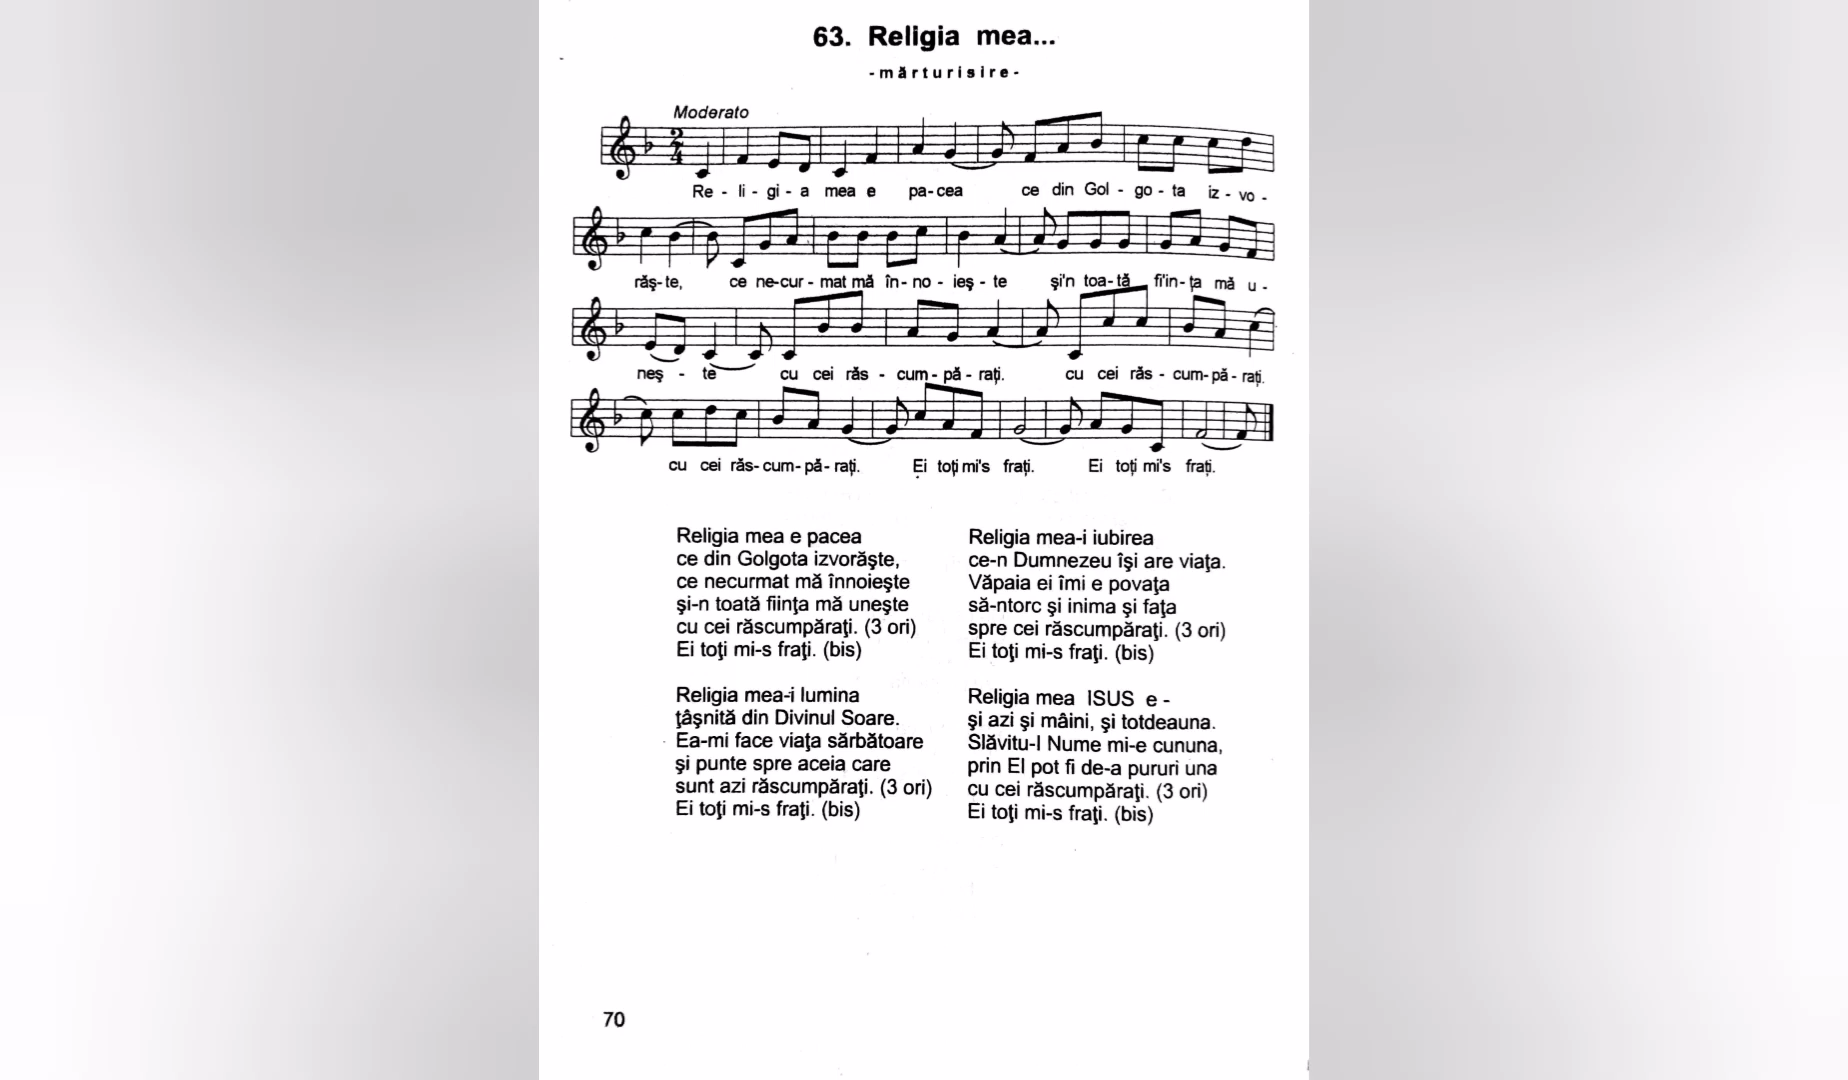 63. Religia mea...
-mărturisire-
Moderato
Re - li - gi - a mea e pa-cea ce din Gol - go - ta iz - vo -
răş-te, ce ne-cur - mat mă în-no - ieş - te şi'n toa-tă fi'in-ţa mă u -
neş - te cu cei răs - cum-pă-raţi. cu cei răs - cum-pă-raţi.
cu cei răs-cum-pă-raţi. Ei toţi mi's fraţi. Ei toţi mi's fraţi.
Religia mea e pacea
ce din Golgota izvorăşte,
ce necurmat mă înnoieşte
şi-n toată fiinţa mă uneşte
cu cei răscumpăraţi. (3 ori)
Ei toţi mi-s fraţi. (bis)
Religia mea-i lumina
ţâşnită din Divinul Soare.
Ea-mi face viaţa sărbătoare
şi punte spre aceia care
sunt azi răscumpăraţi. (3 ori)
Ei toţi mi-s fraţi. (bis)
Religia mea-i iubirea
ce-n Dumnezeu îşi are viaţa.
Văpaia ei îmi e povaţa
să-ntorc şi inima şi faţa
spre cei răscumpăraţi. (3 ori)
Ei toţi mi-s fraţi. (bis)
Religia mea ISUS e -
şi azi şi mâini, şi totdeauna.
Slăvitu-I Nume mi-e cununa,
prin El pot fi de-a pururi una
cu cei răscumpăraţi. (3 ori)
Ei toţi mi-s fraţi. (bis)
70